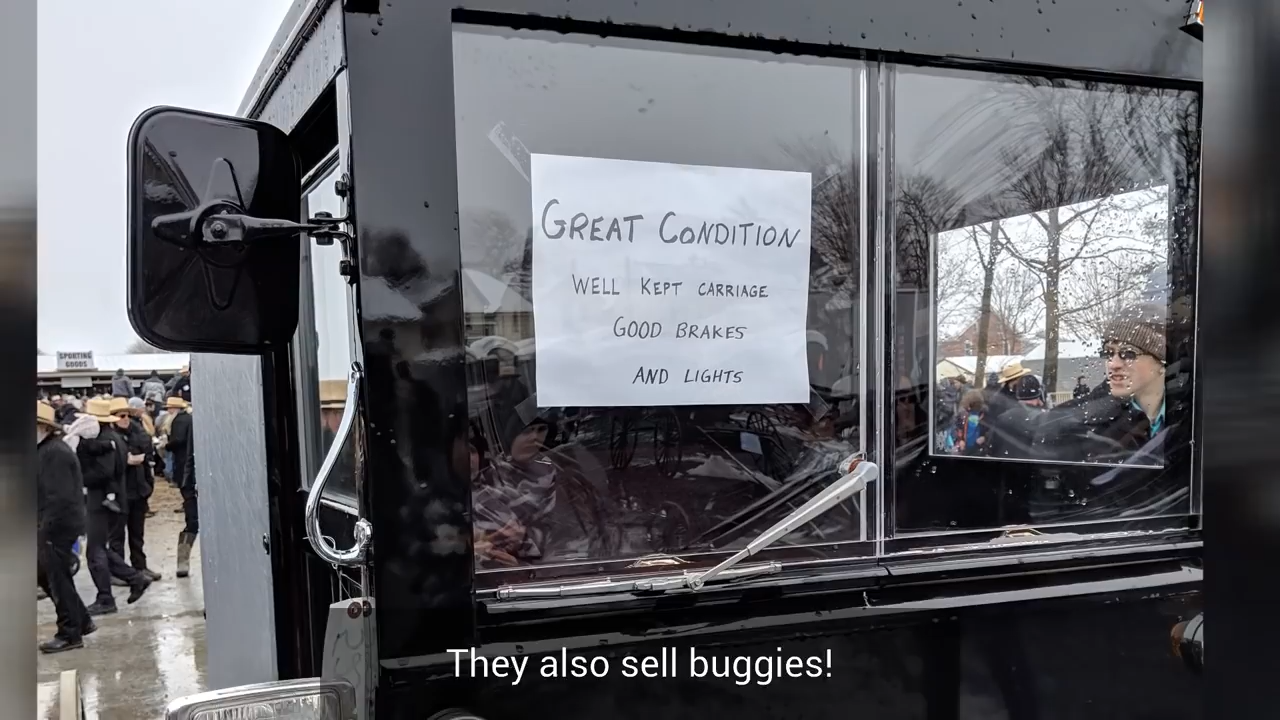 SPORTING
GOODS
GREAT CONDITION
WELL KEPT CARRIAGE
GOOD BRAKES
AND LIGHTS
They also sell buggies!